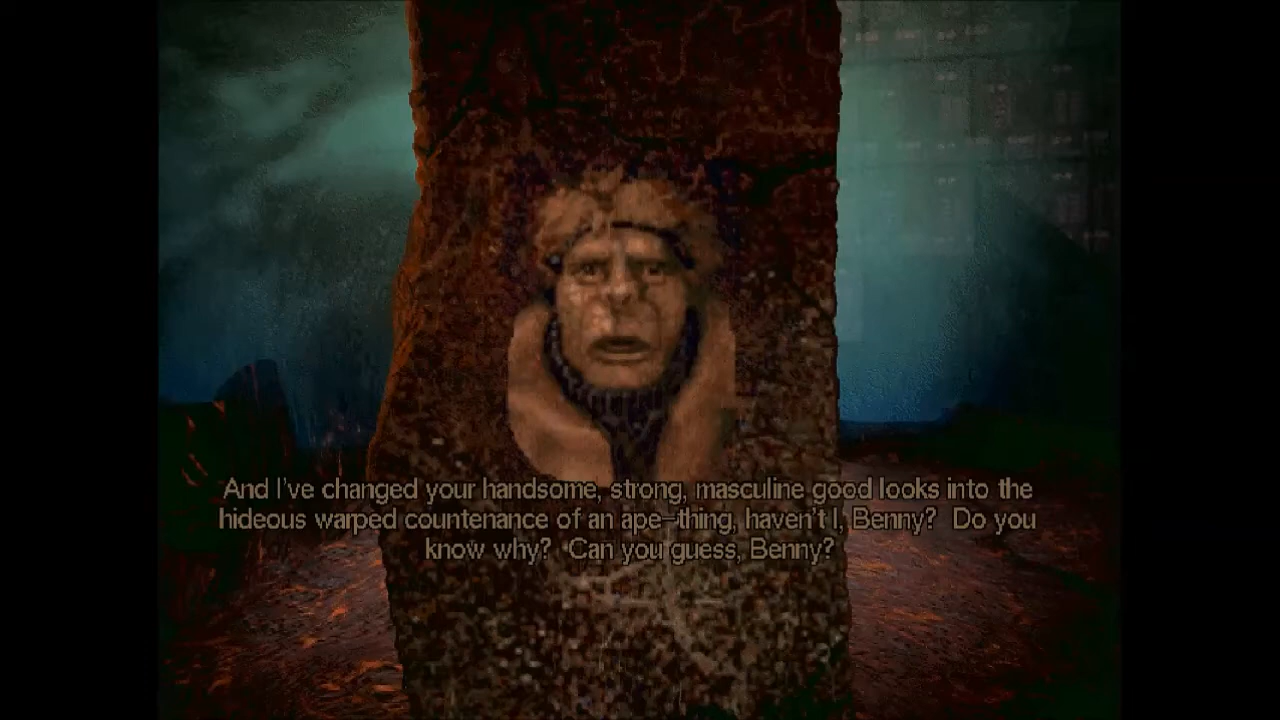 And I've changed your handsome, strong, masculine good looks into the
hideous warped countenance of an ape-thing, haven't I, Benny?  Do you
know why?  Can you guess, Benny?